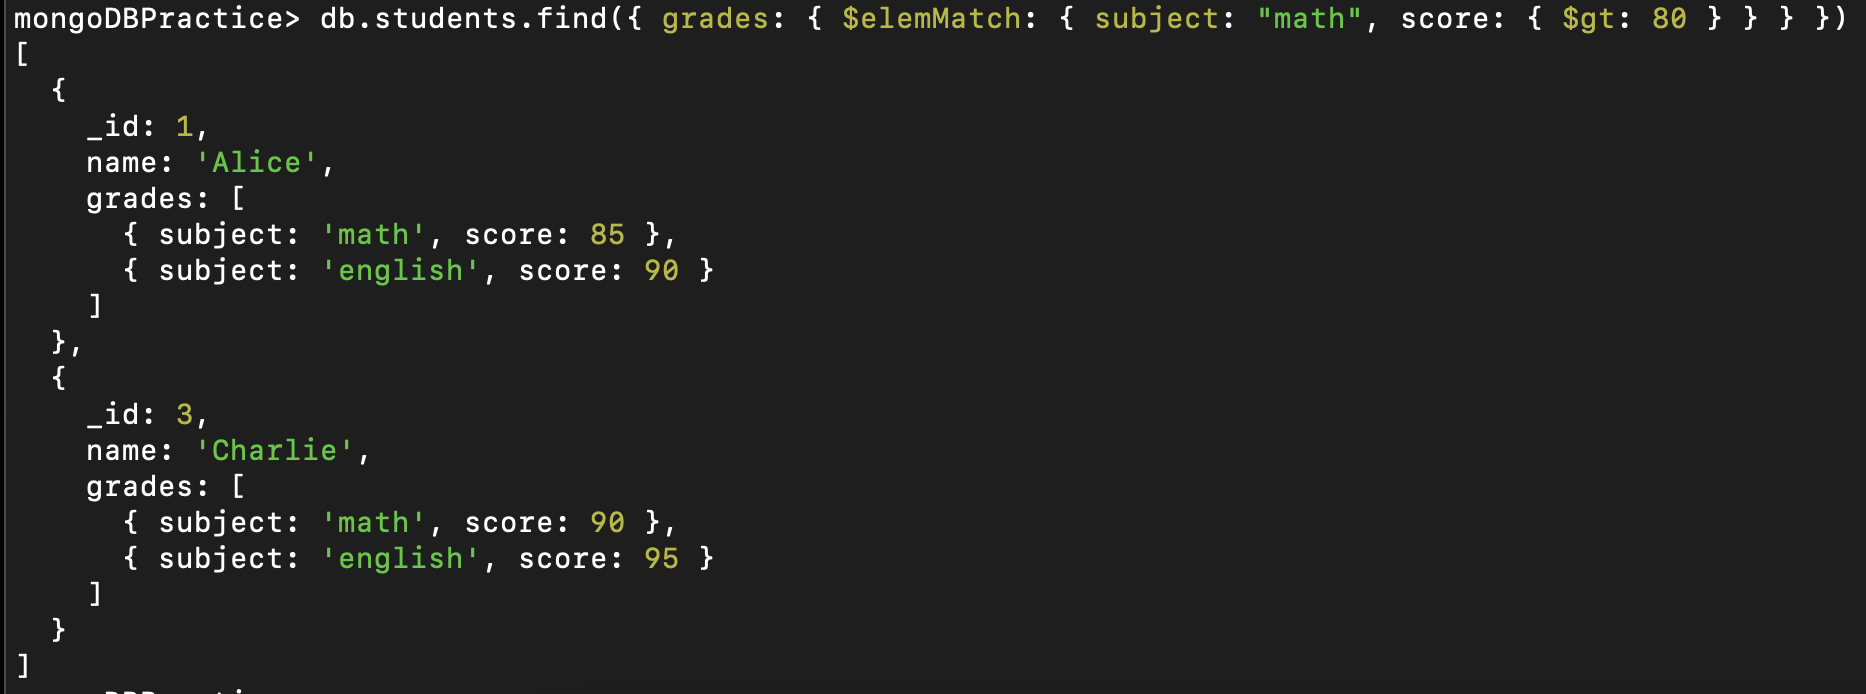 mongoDBPractice> db.students.find({ grades: { $elemMatch: { subject: "math", score: { $gt: 80 } } } })
[
  {
    _id: 1,
    name: 'Alice',
    grades: [
      { subject: 'math', score: 85 },
      { subject: 'english', score: 90 }
    ]
  },
  {
    _id: 3,
    name: 'Charlie',
    grades: [
      { subject: 'math', score: 90 },
      { subject: 'english', score: 95 }
    ]
  }
]